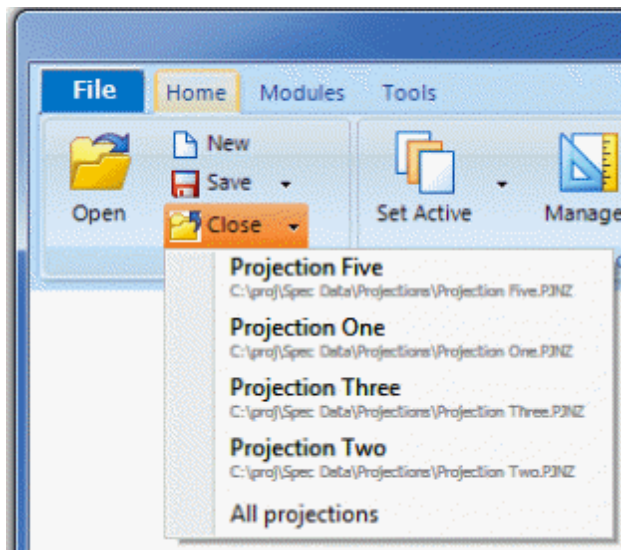 File Home Modules Tools
New
Save
Open
Close
Set Active
Manage
Projection Five
C:\proj\Spec Data\Projections\Projection Five.PJNZ
Projection One
C:\proj\Spec Data\Projections\Projection One.PJNZ
Projection Three
C:\proj\Spec Data\Projections\Projection Three.PJNZ
Projection Two
C:\proj\Spec Data\Projections\Projection Two.PJNZ
All projections